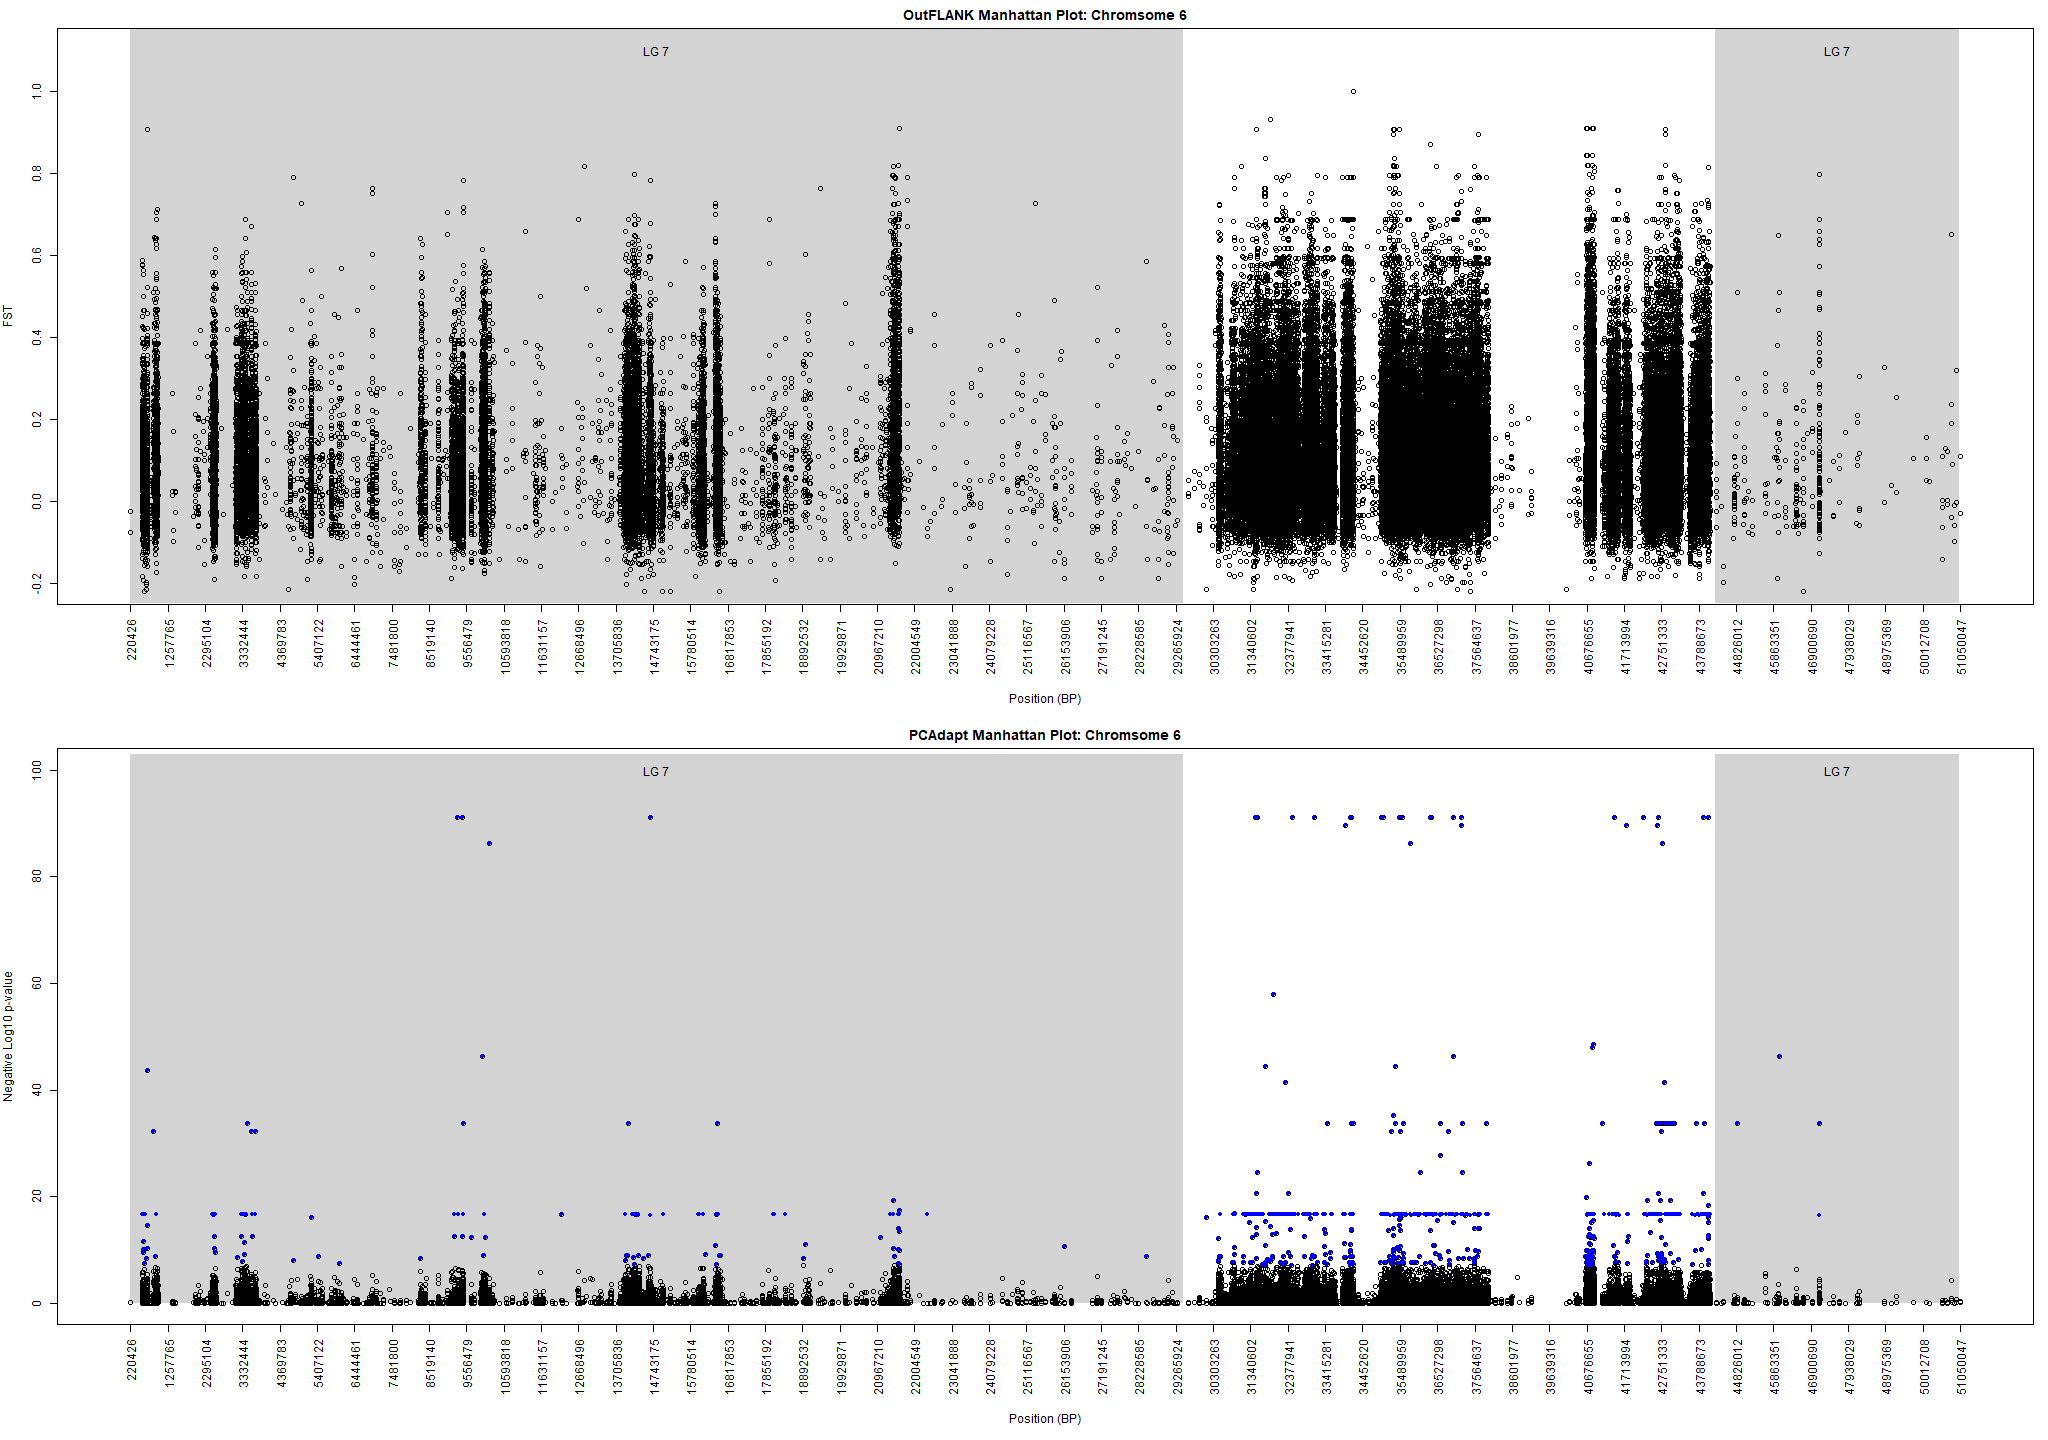 OutFLANK Manhattan Plot: Chromsome 6
LG 7
LG 7
1.0
0.8
0.6
0.4
0.2
0.0
-0.2
FST
220426 1257765 2295104 3332444 4369783 5407122 6444461 7481800 8519140 9556479 10593818 11631157 12668496 13705836 14743175 15780514 16817853 17855192 18892532 19929871 20967210 22004549 23041888 24079228 25116567 26153906 27191245 28228585 29265924 30303263 31340602 32377941 33415281 34452620 35489959 36527298 37564637 38601977 39639316 40676655 41713994 42751333 43788673 44826012 45863351 46900690 47938029 48975369 50012708 51050047
Position (BP)
PCAdapt Manhattan Plot: Chromsome 6
LG 7
LG 7
100
80
60
40
20
0
Negative Log10 p-value
220426 1257765 2295104 3332444 4369783 5407122 6444461 7481800 8519140 9556479 10593818 11631157 12668496 13705836 14743175 15780514 16817853 17855192 18892532 19929871 20967210 22004549 23041888 24079228 25116567 26153906 27191245 28228585 29265924 30303263 31340602 32377941 33415281 34452620 35489959 36527298 37564637 38601977 39639316 40676655 41713994 42751333 43788673 44826012 45863351 46900690 47938029 48975369 50012708 51050047
Position (BP)